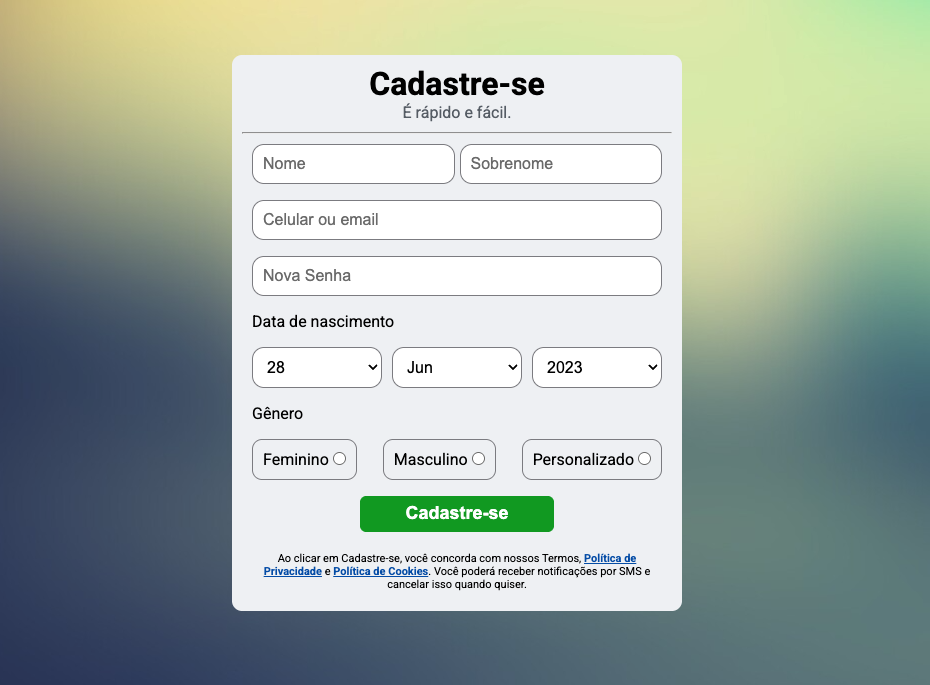 Cadastre-se
É rápido e fácil.
Nome Sobrenome
Celular ou email
Nova Senha
Data de nascimento
28 Jun 2023
Gênero
Feminino Masculino Personalizado
Cadastre-se
Ao clicar em Cadastre-se, você concorda com nossos Termos, Política de
Privacidade e Política de Cookies. Você poderá receber notificações por SMS e
cancelar isso quando quiser.